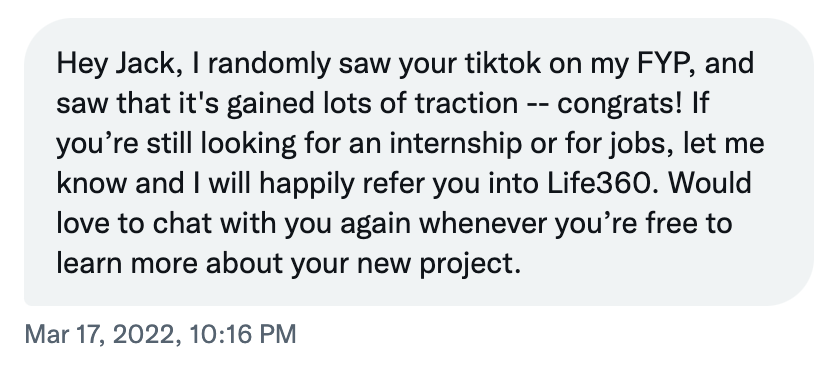 Hey Jack, I randomly saw your tiktok on my FYP, and
saw that it's gained lots of traction -- congrats! If
you’re still looking for an internship or for jobs, let me
know and I will happily refer you into Life360. Would
love to chat with you again whenever you’re free to
learn more about your new project.
Mar 17, 2022, 10:16 PM